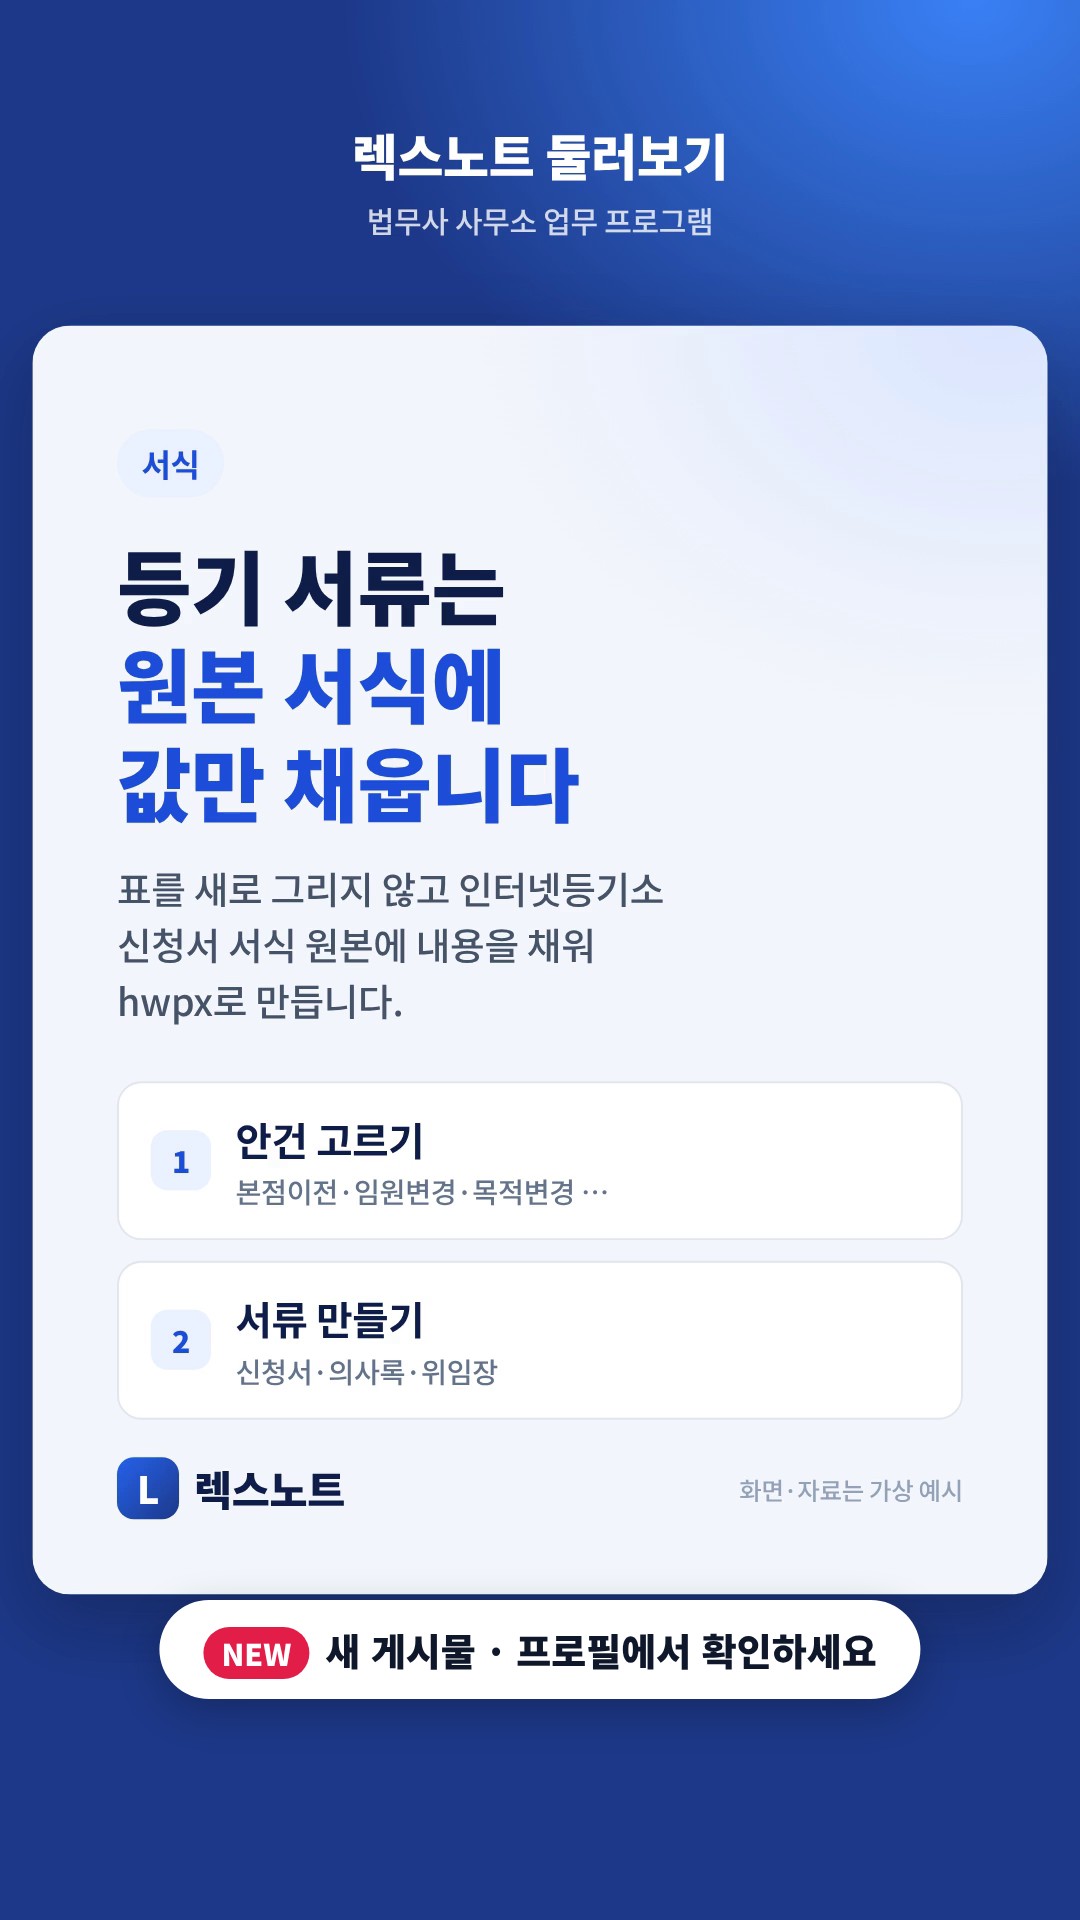 렉스노트 둘러보기
법무사 사무소 업무 프로그램
서식
등기 서류는
원본 서식에
값만 채웁니다
표를 새로 그리지 않고 인터넷등기소
신청서 서식 원본에 내용을 채워
hwpx로 만듭니다.
1
안건 고르기
본점이전·임원변경·목적변경 ···
2
서류 만들기
신청서·의사록·위임장
L 렉스노트
화면·자료는 가상 예시
NEW 새 게시물 · 프로필에서 확인하세요